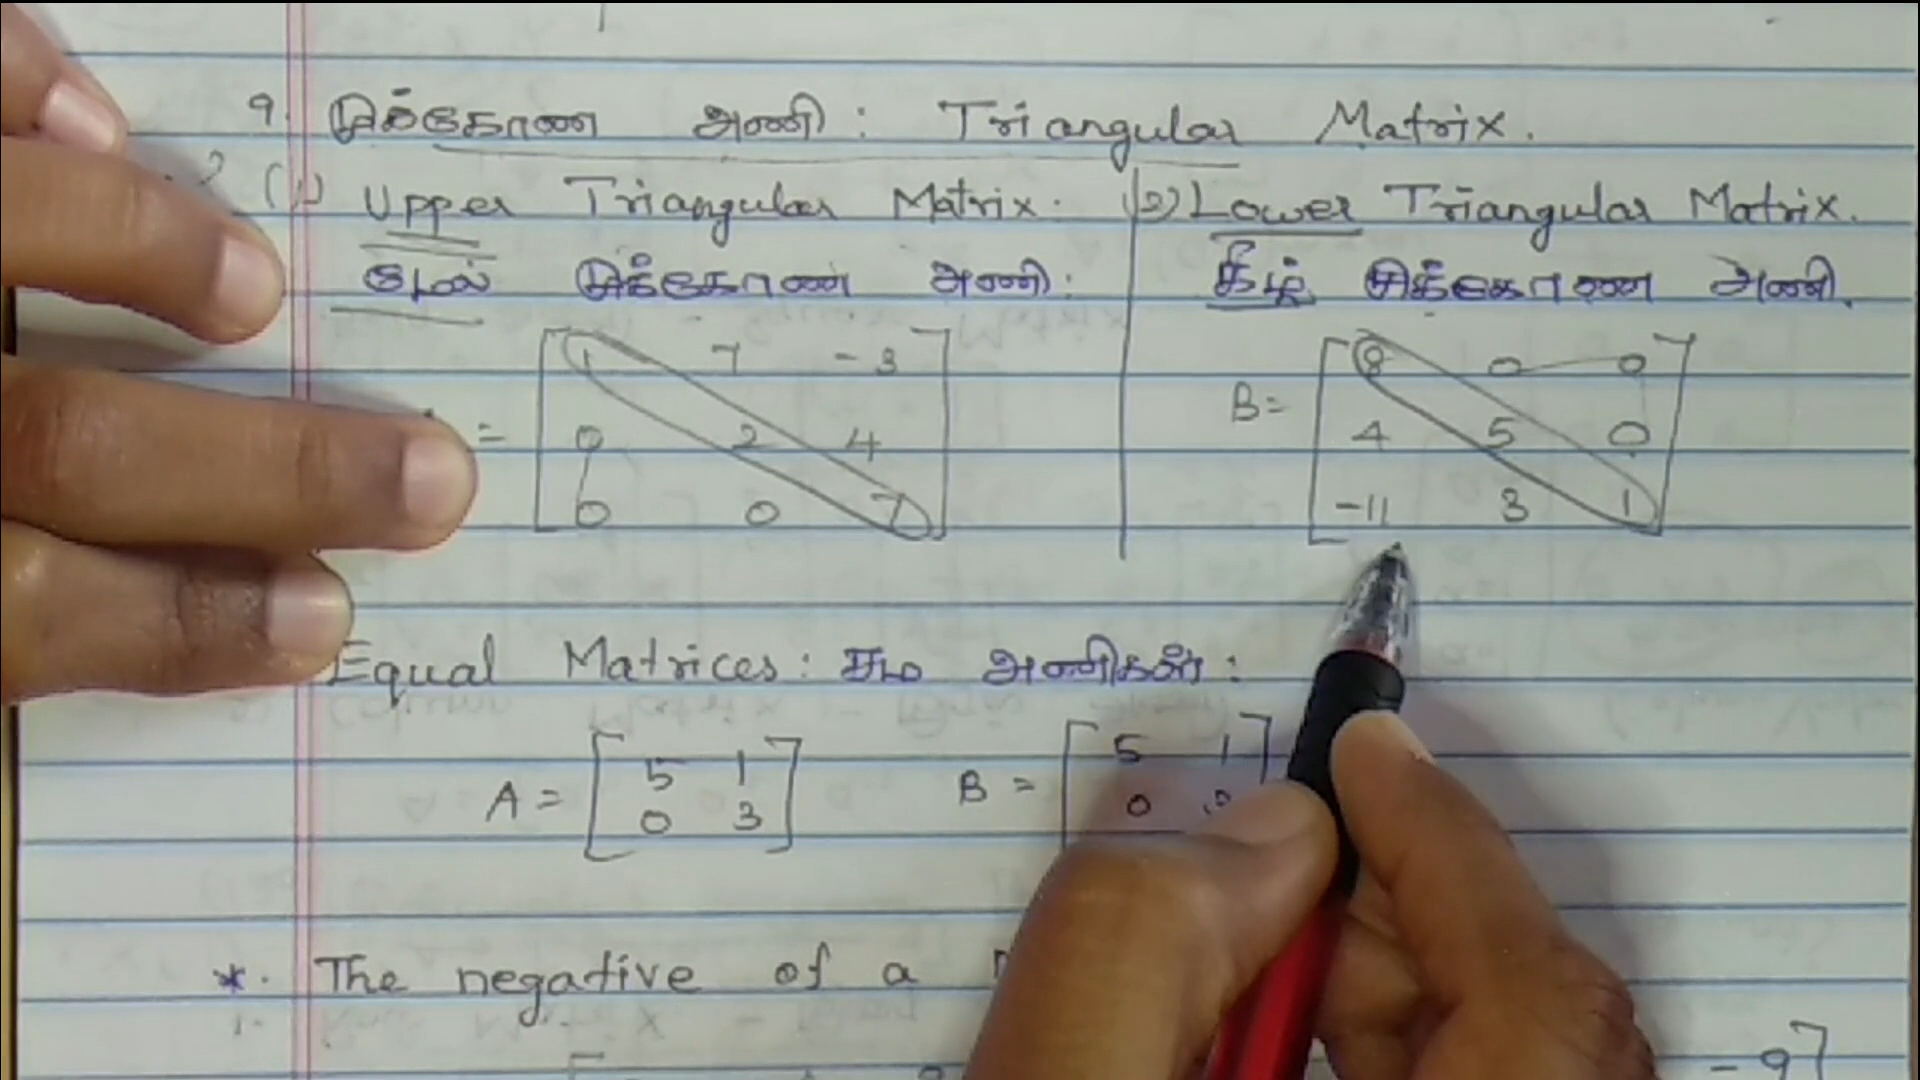 9. முக்கோண அணி: Triangular Matrix.
(1) Upper Triangular Matrix.
மேல் முக்கோண அணி:
= [ 1 7 -3
0 2 4
0 0 7 ]
(2) Lower Triangular Matrix.
கீழ் முக்கோண அணி.
B= [ 8 0 0
4 5 0
-11 3 1 ]
Equal Matrices: சம அணிகள்:
A = [ 5 1
0 3 ]
B = [ 5 1 ]
0
*. The negative of a
-9 ]